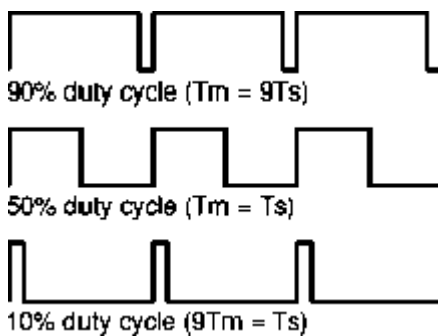 90% duty cycle (Tm = 9Ts)
50% duty cycle (Tm = Ts)
10% duty cycle (9Tm = Ts)